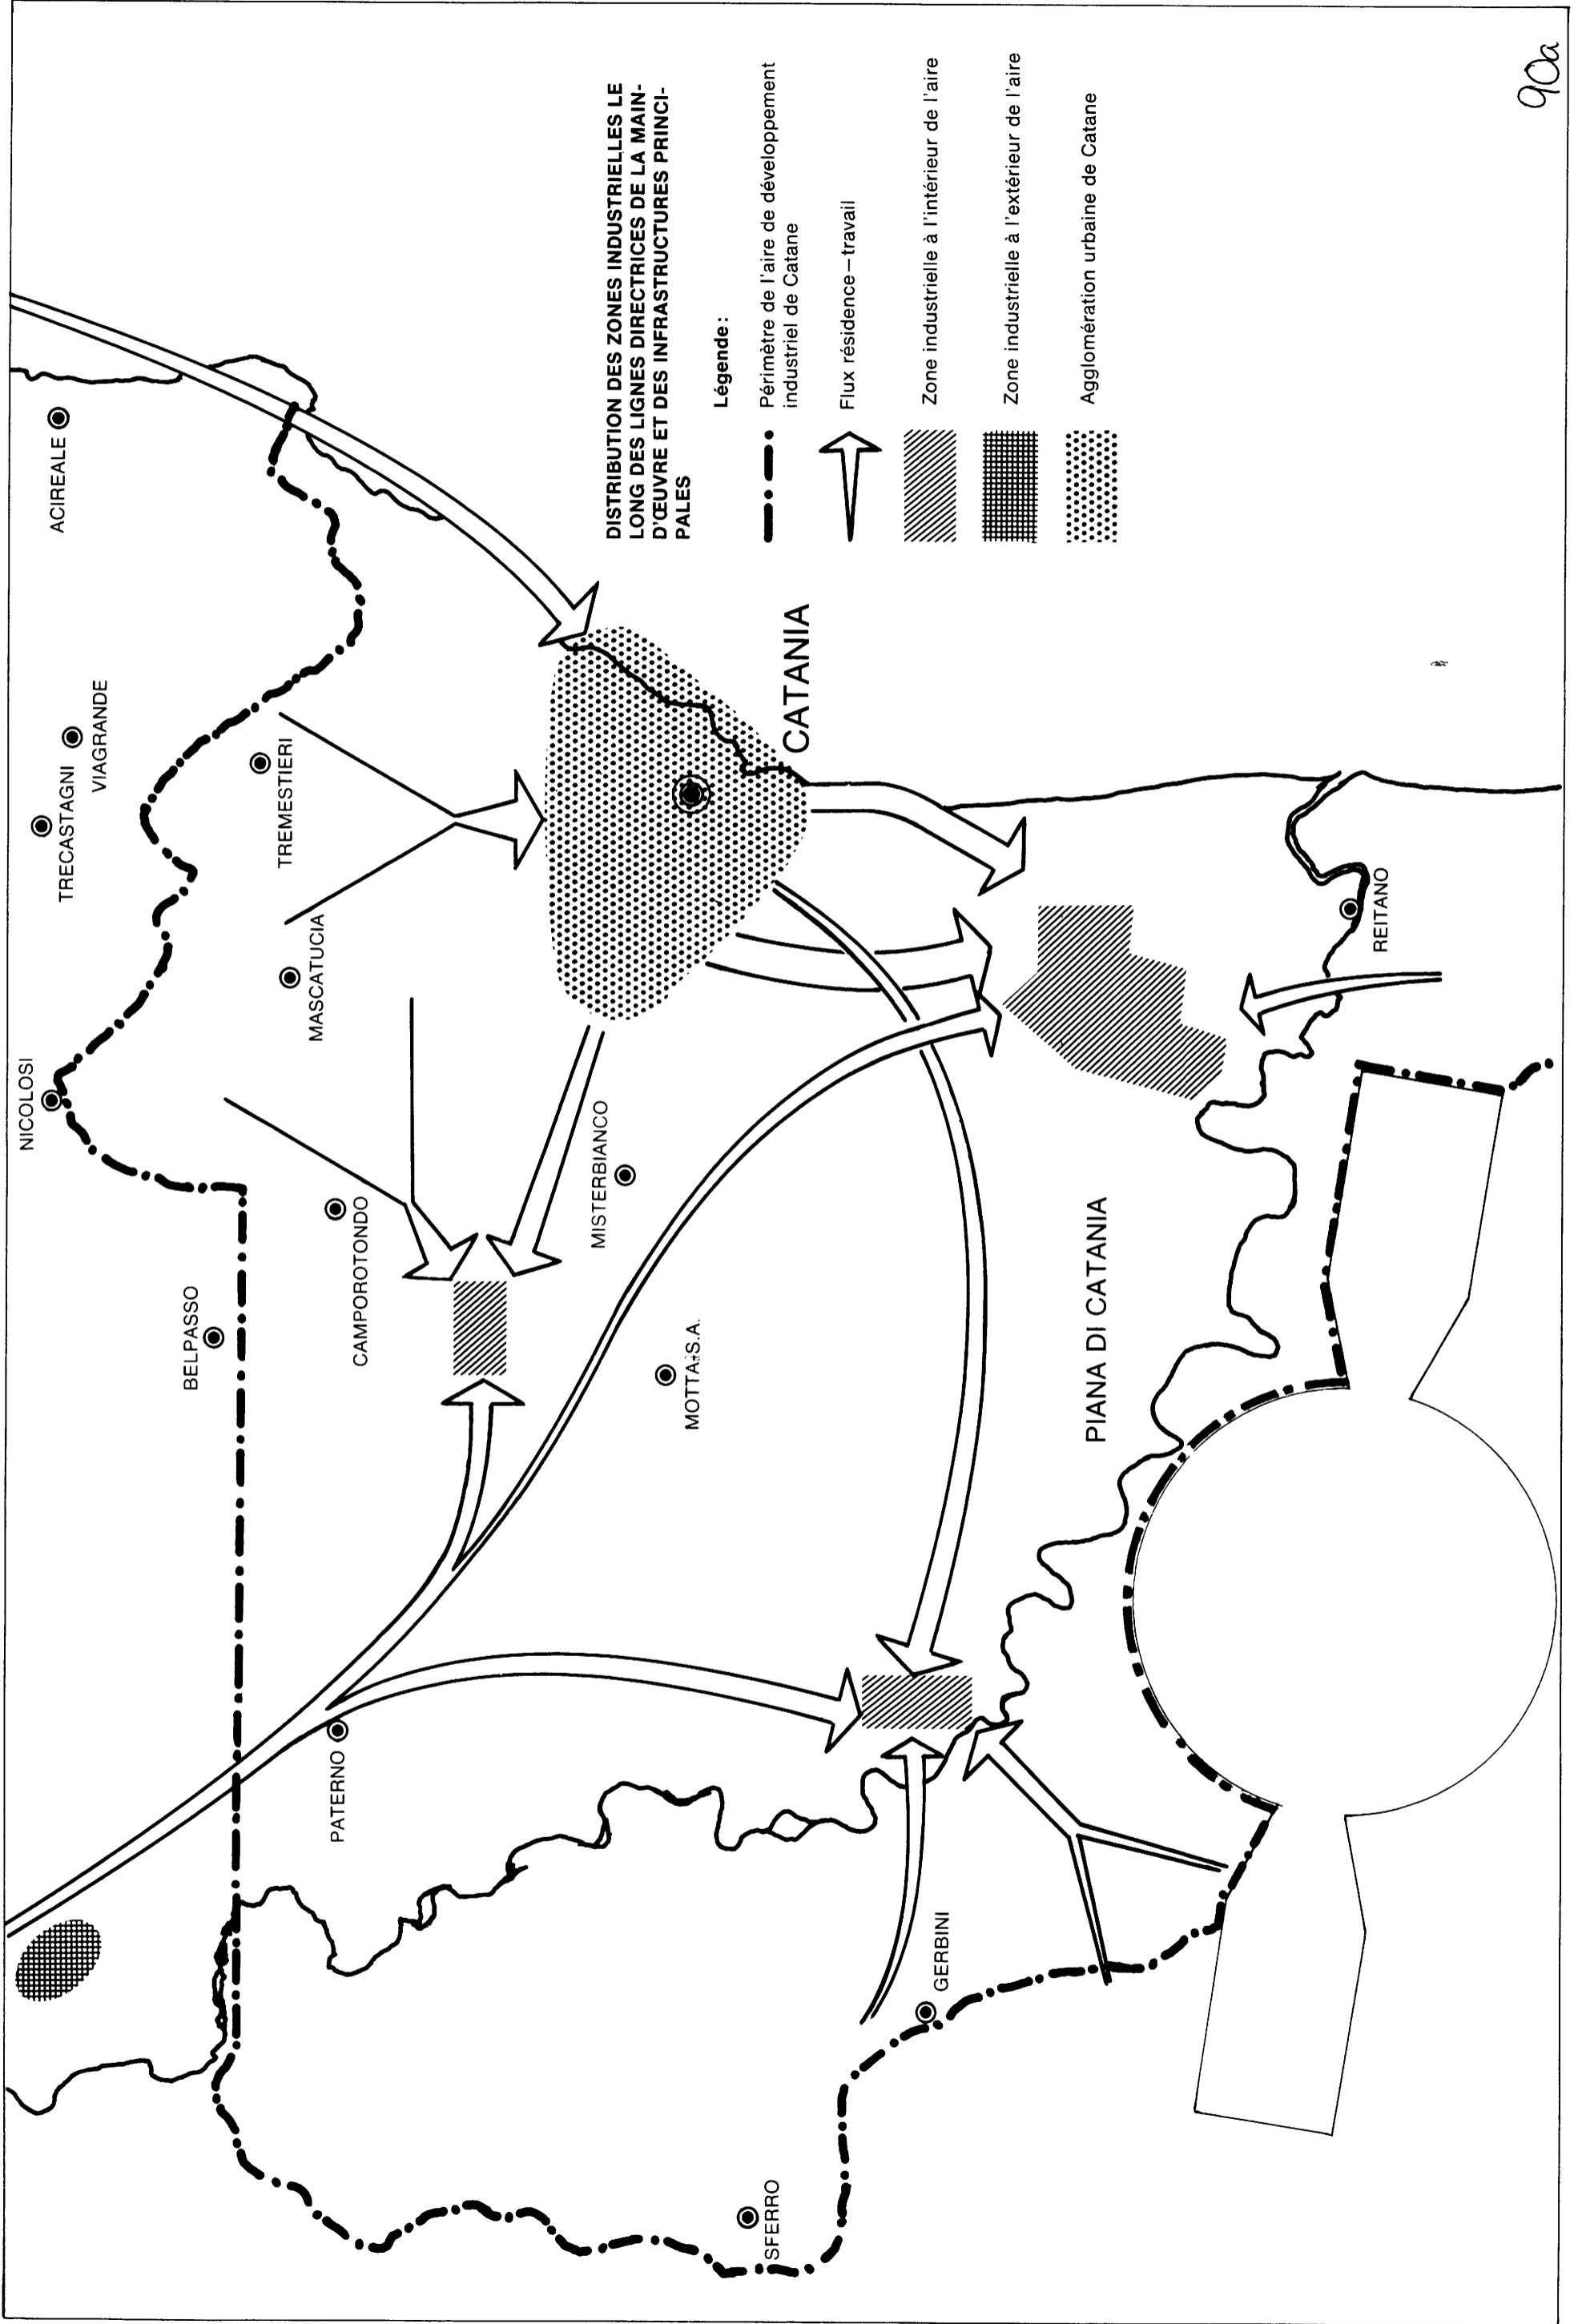 NICOLOSI
TRECASTAGNI
VIAGRANDE
ACIREALE
BELPASSO
MASCATUCIA
TREMESTIERI
PATERNO
CAMPOROTONDO
MISTERBIANCO
MOTTA.S.A.
CATANIA
SFERRO
GERBINI
PIANA DI CATANIA
REITANO
DISTRIBUTION DES ZONES INDUSTRIELLES LE
LONG DES LIGNES DIRECTRICES DE LA MAIN-
D'ŒUVRE ET DES INFRASTRUCTURES PRINCI-
PALES
Légende:
Périmètre de l'aire de développement
industriel de Catane
Flux résidence–travail
Zone industrielle à l'intérieur de l'aire
Zone industrielle à l'extérieur de l'aire
Agglomération urbaine de Catane
90a